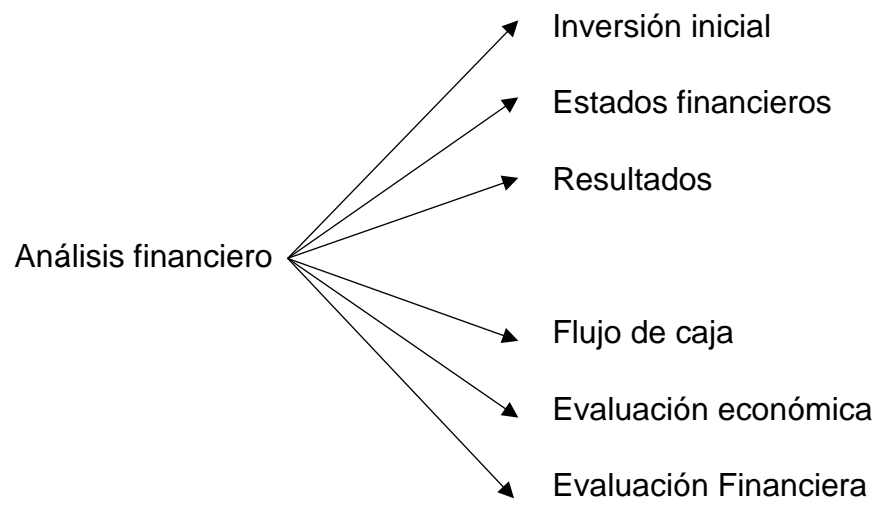 Inversión inicial
Estados financieros
Resultados
Análisis financiero
Flujo de caja
Evaluación económica
Evaluación Financiera